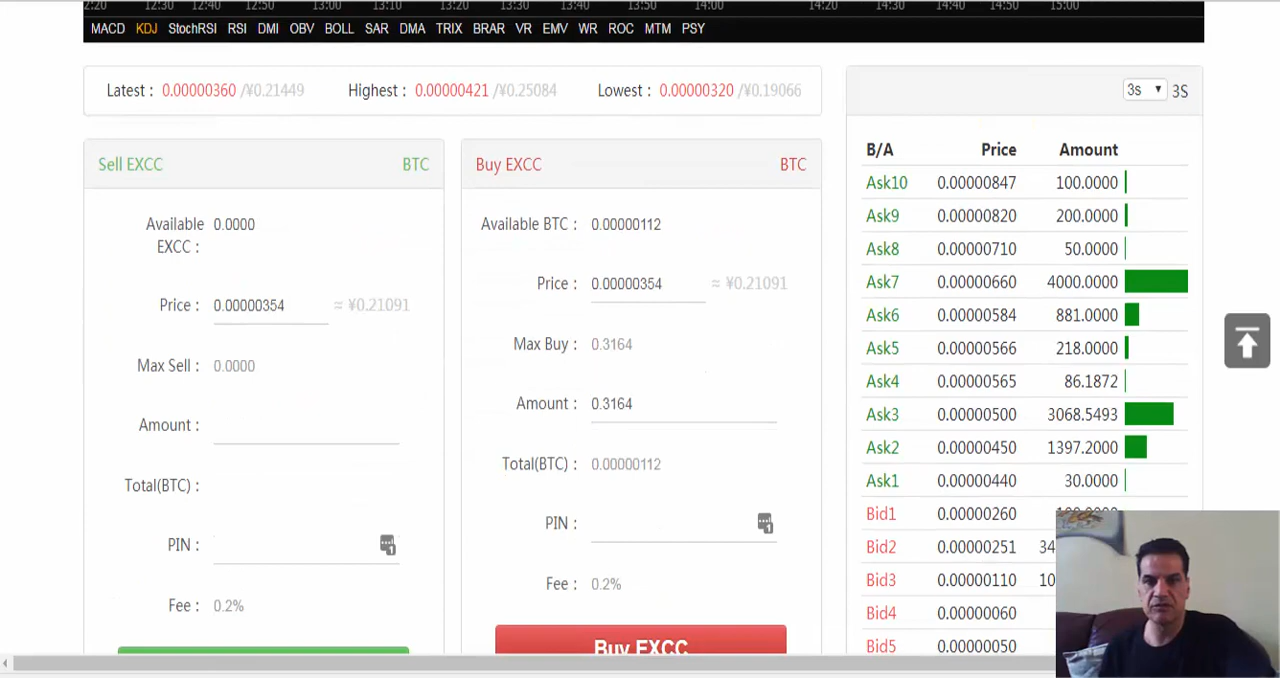 2:20 12:30 12:40 12:50 13:00 13:10 13:20 13:30 13:40 13:50 14:00 14:20 14:30 14:40 14:50 15:00
MACD KDJ StochRSI RSI DMI OBV BOLL SAR DMA TRIX BRAR VR EMV WR ROC MTM PSY
Latest : 0.00000360 /¥0.21449 Highest : 0.00000421 /¥0.25084 Lowest : 0.00000320 /¥0.19066
3s ▼ 3S
Sell EXCC BTC
Available EXCC : 0.0000
Price : 0.00000354 ≈ ¥0.21091
Max Sell : 0.0000
Amount :
Total(BTC) :
PIN :
1
Fee : 0.2%
Buy EXCC BTC
Available BTC : 0.00000112
Price : 0.00000354 ≈ ¥0.21091
Max Buy : 0.3164
Amount : 0.3164
Total(BTC) : 0.00000112
PIN :
1
Fee : 0.2%
Buy EXCC
B/A Price Amount
Ask10 0.00000847 100.0000
Ask9 0.00000820 200.0000
Ask8 0.00000710 50.0000
Ask7 0.00000660 4000.0000
Ask6 0.00000584 881.0000
Ask5 0.00000566 218.0000
Ask4 0.00000565 86.1872
Ask3 0.00000500 3068.5493
Ask2 0.00000450 1397.2000
Ask1 0.00000440 30.0000
Bid1 0.00000260
Bid2 0.00000251 34
Bid3 0.00000110 10
Bid4 0.00000060
Bid5 0.00000050